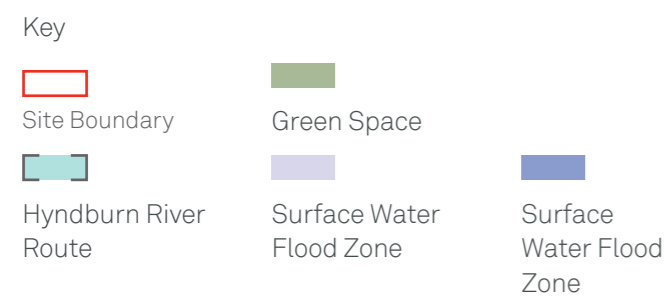 Key
Site Boundary
Green Space
Hyndburn River
Route
Surface Water
Flood Zone
Surface
Water Flood
Zone